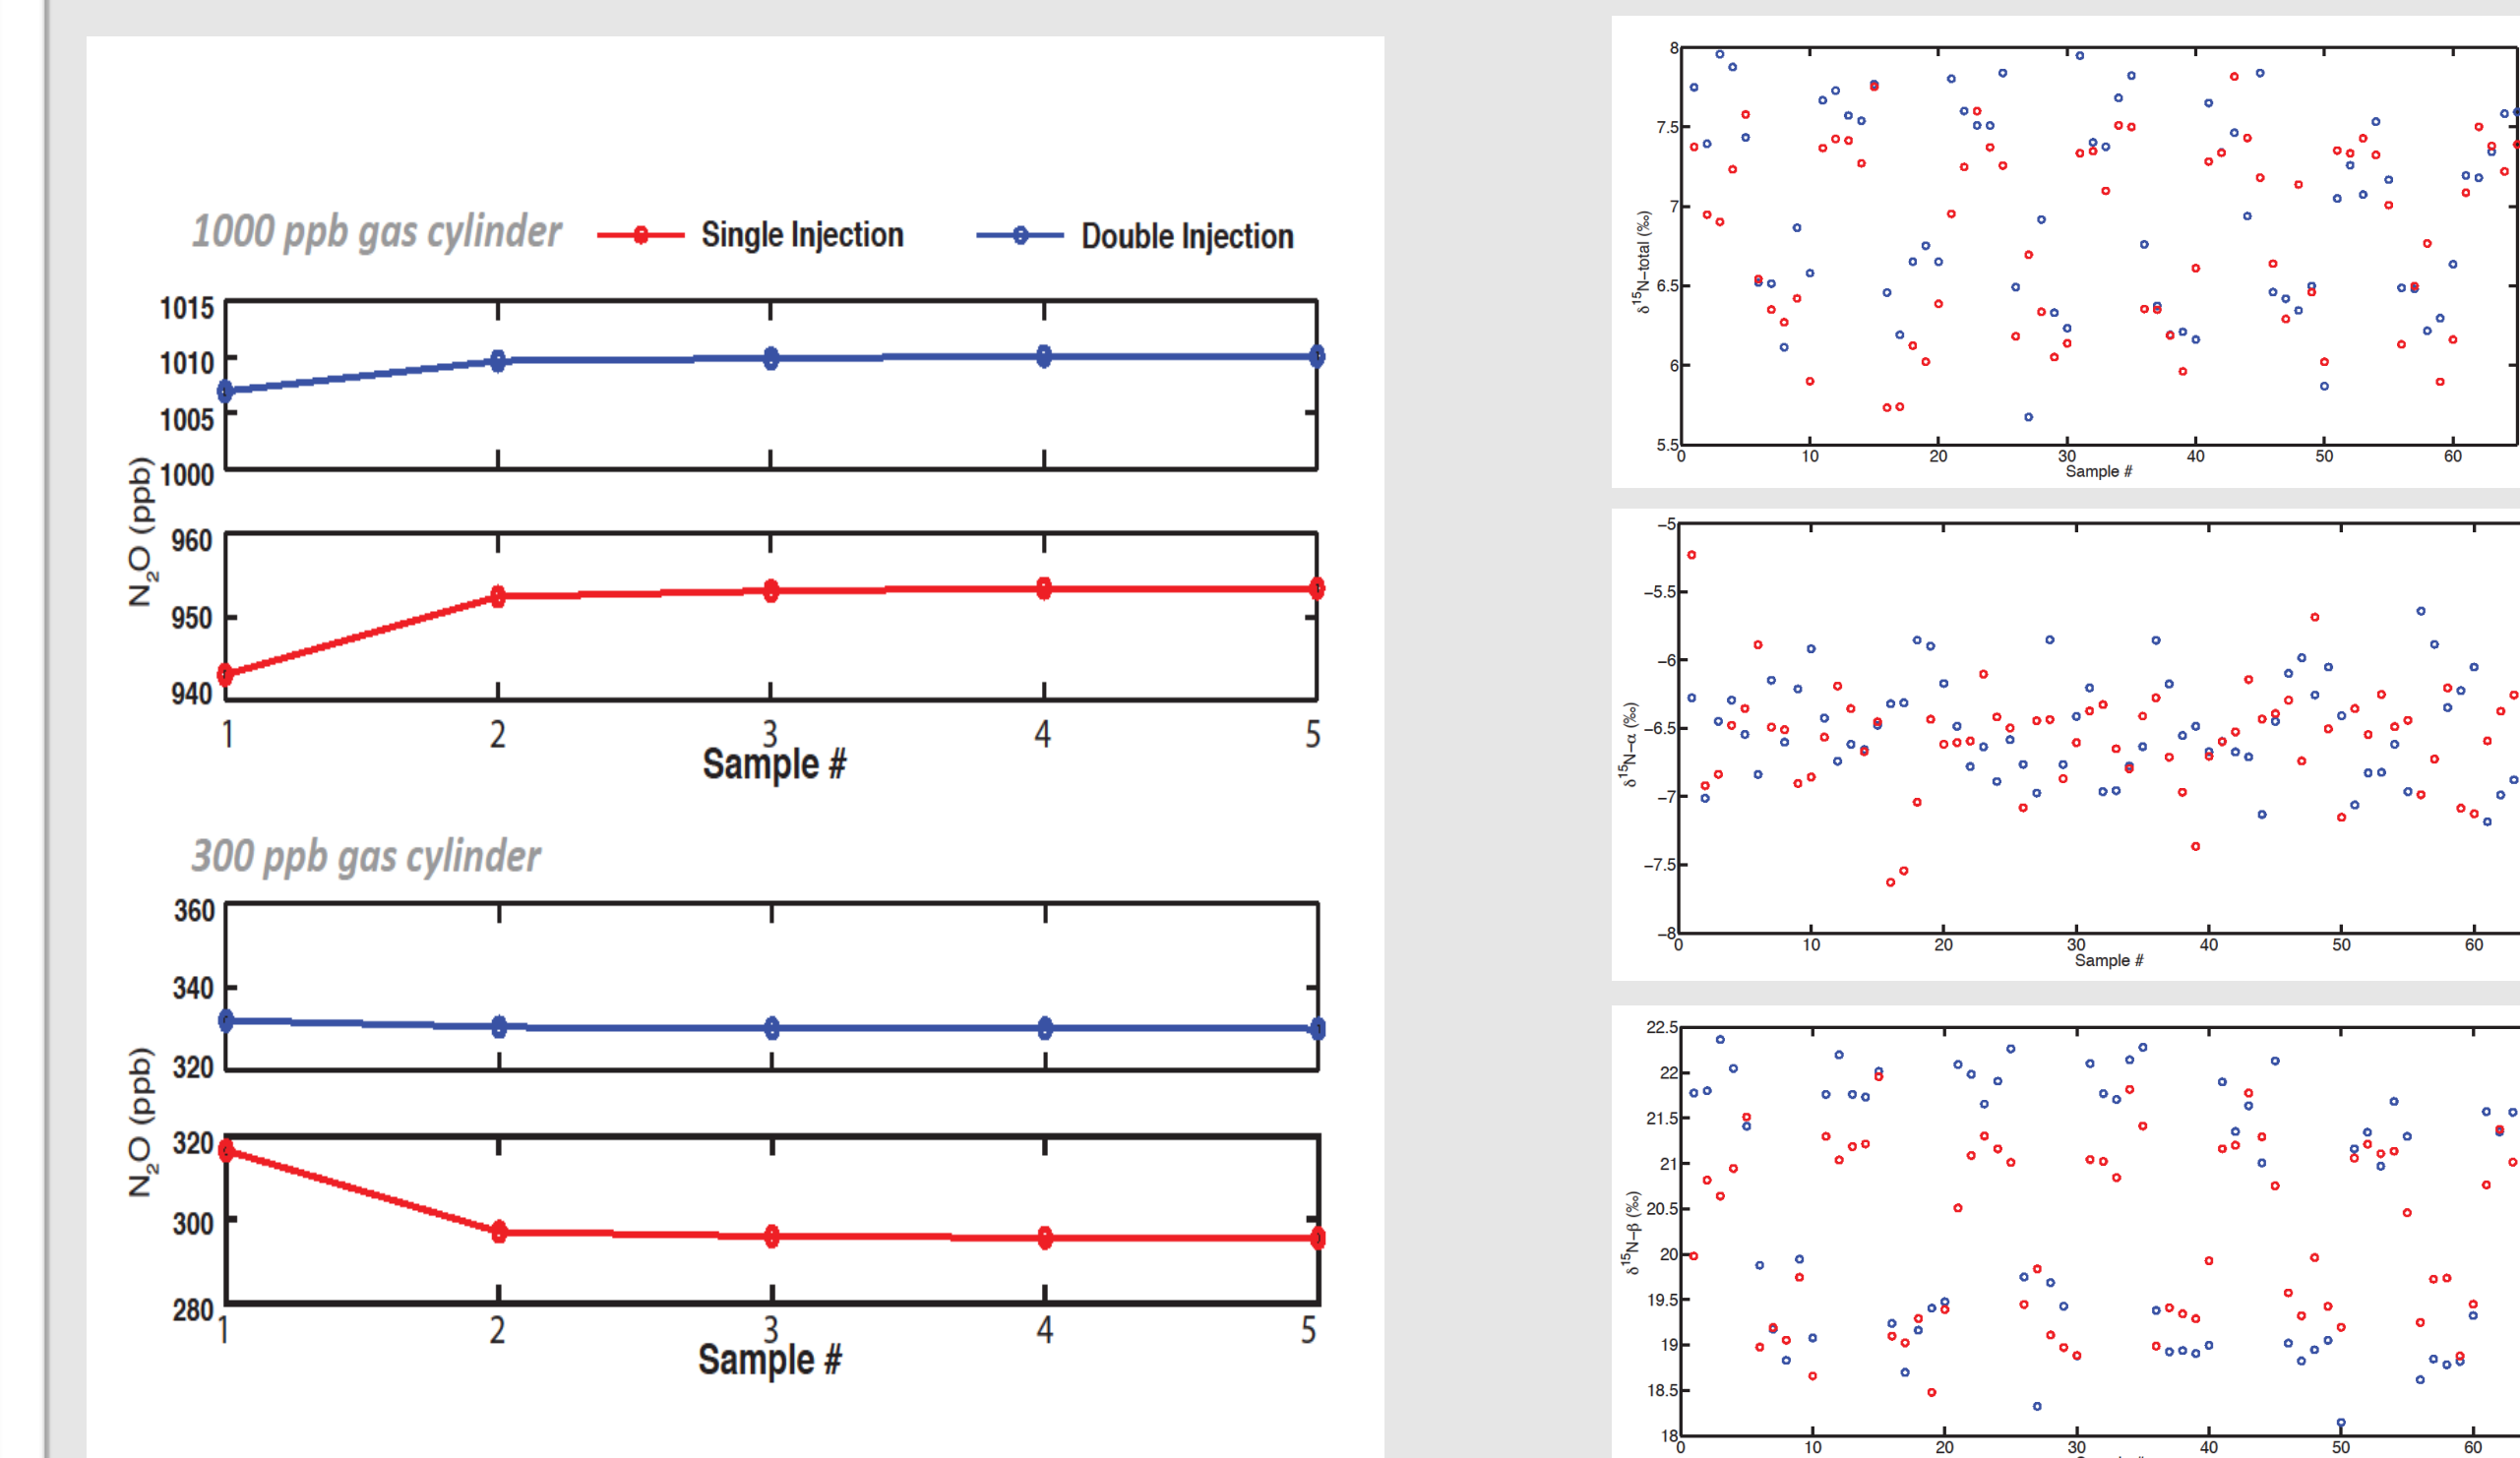 1000 ppb gas cylinder
Single Injection
Double Injection
1015
1010
1005
1000
960
950
940
N₂O (ppb)
1 2 3 4 5
Sample #
300 ppb gas cylinder
360
340
320
320
300
280
N₂O (ppb)
1 2 3 4 5
Sample #
8
7.5
7
6.5
6
5.5
δ¹⁵N−total (‰)
0 10 20 30 40 50 60
Sample #
−5
−5.5
−6
−6.5
−7
−7.5
−8
δ¹⁵N−α (‰)
0 10 20 30 40 50 60
Sample #
22.5
22
21.5
21
20.5
20
19.5
19
18.5
18
δ¹⁵N−β (‰)
0 10 20 30 40 50 60